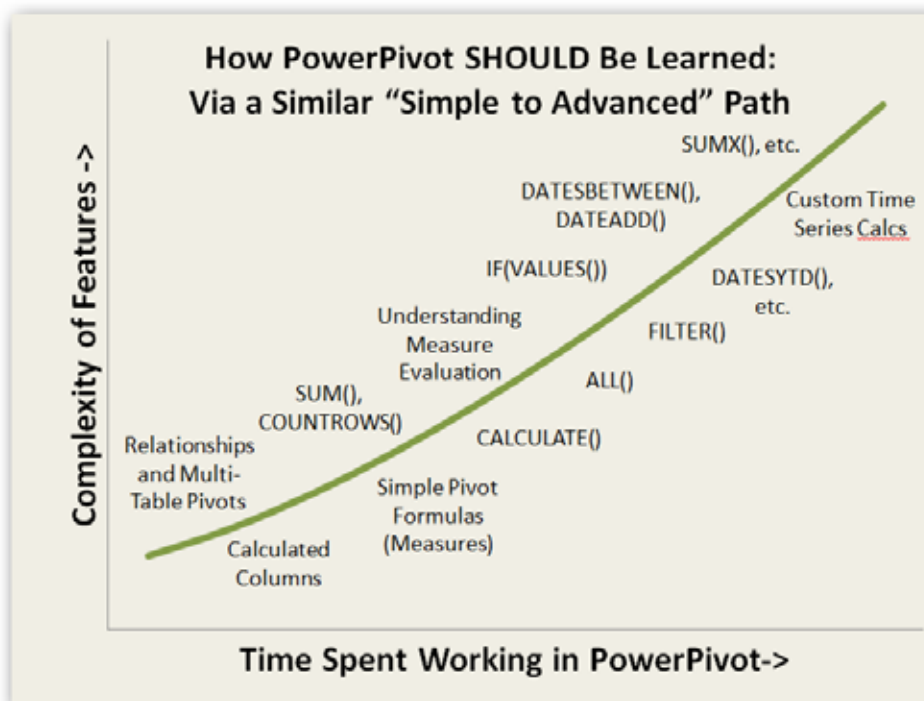 How PowerPivot SHOULD Be Learned:
Via a Similar “Simple to Advanced” Path
Complexity of Features ->
SUMX(), etc.
DATESBETWEEN(),
DATEADD()
Custom Time
Series Calcs
IF(VALUES())
DATESYTD(),
etc.
Understanding
Measure
Evaluation
FILTER()
ALL()
SUM(),
COUNTROWS()
CALCULATE()
Relationships
and Multi-
Table Pivots
Simple Pivot
Formulas
(Measures)
Calculated
Columns
Time Spent Working in PowerPivot->